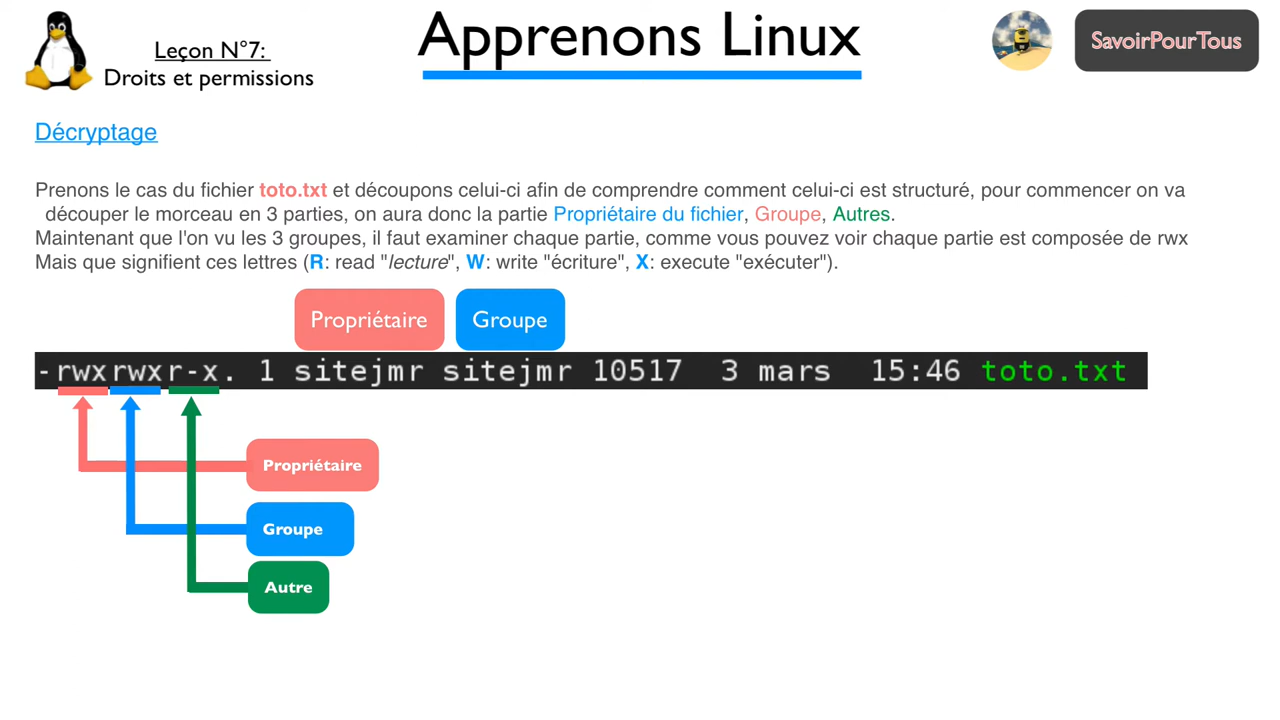 Apprenons Linux
Leçon N°7:
Droits et permissions
SavoirPourTous
Décryptage
Prenons le cas du fichier toto.txt et découpons celui-ci afin de comprendre comment celui-ci est structuré, pour commencer on va
découper le morceau en 3 parties, on aura donc la partie Propriétaire du fichier, Groupe, Autres.
Maintenant que l'on vu les 3 groupes, il faut examiner chaque partie, comme vous pouvez voir chaque partie est composée de rwx
Mais que signifient ces lettres (R: read "lecture", W: write "écriture", X: execute "exécuter").
Propriétaire Groupe
-rwxrwxr-x. 1 sitejmr sitejmr 10517 3 mars 15:46 toto.txt
Propriétaire
Groupe
Autre